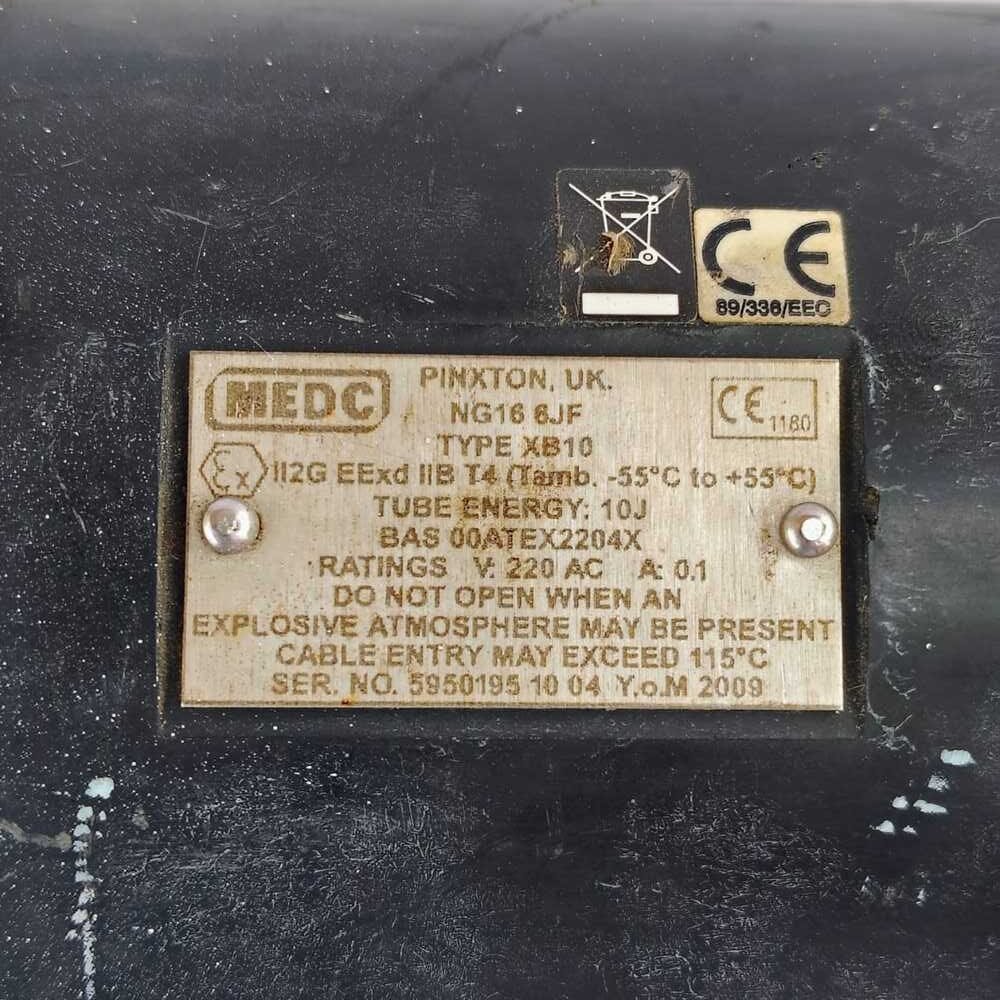 CE
89/336/EEC
MEDC
PINXTON, UK.
NG16 6JF
CE 1180
TYPE XB10
Ex II2G EExd IIB T4 (Tamb. -55°C to +55°C)
TUBE ENERGY: 10J
BAS 00ATEX2204X
RATINGS V: 220 AC A: 0.1
DO NOT OPEN WHEN AN
EXPLOSIVE ATMOSPHERE MAY BE PRESENT
CABLE ENTRY MAY EXCEED 115°C
SER. NO. 5950195 10 04 Y.o.M 2009